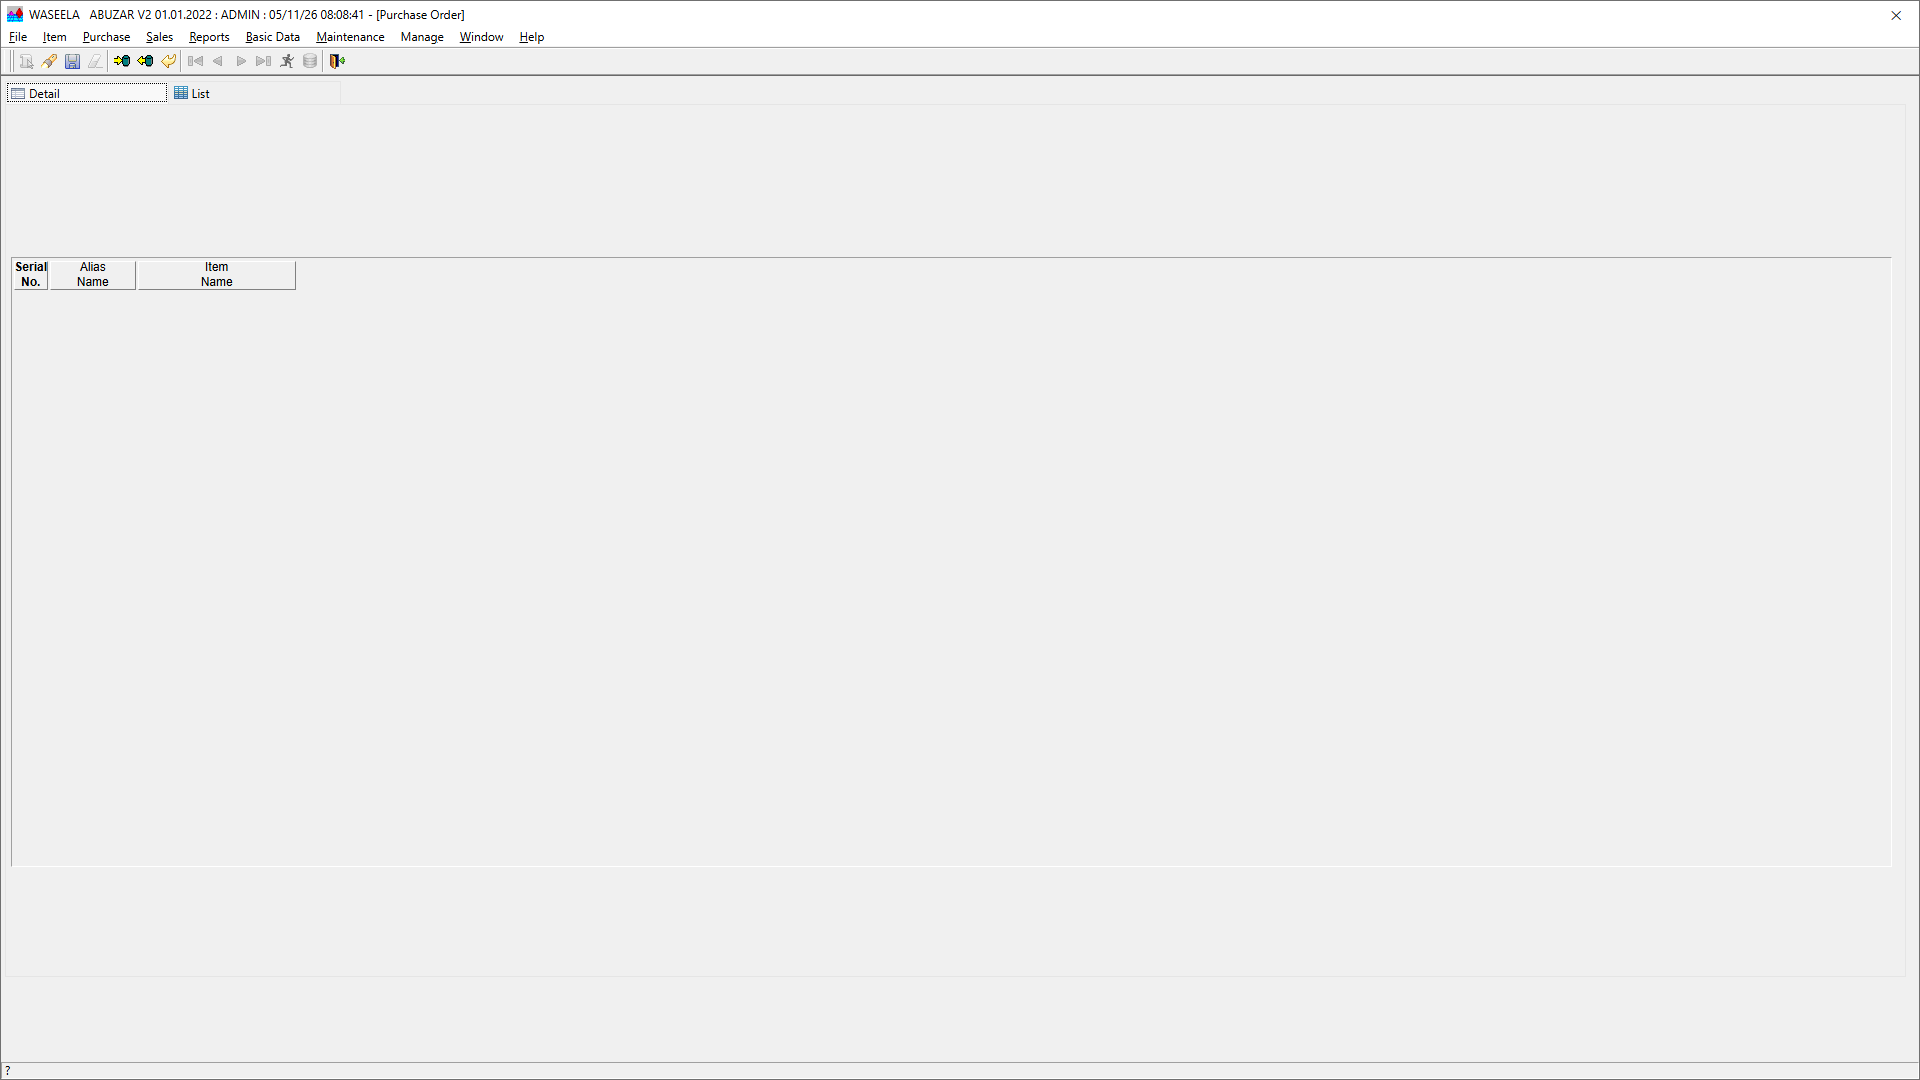 WASEELA   ABUZAR V2 01.01.2022 : ADMIN : 05/11/26 08:08:41 - [Purchase Order]
File Item Purchase Sales Reports Basic Data Maintenance Manage Window Help
Detail List
Serial No. Alias Name Item Name
?